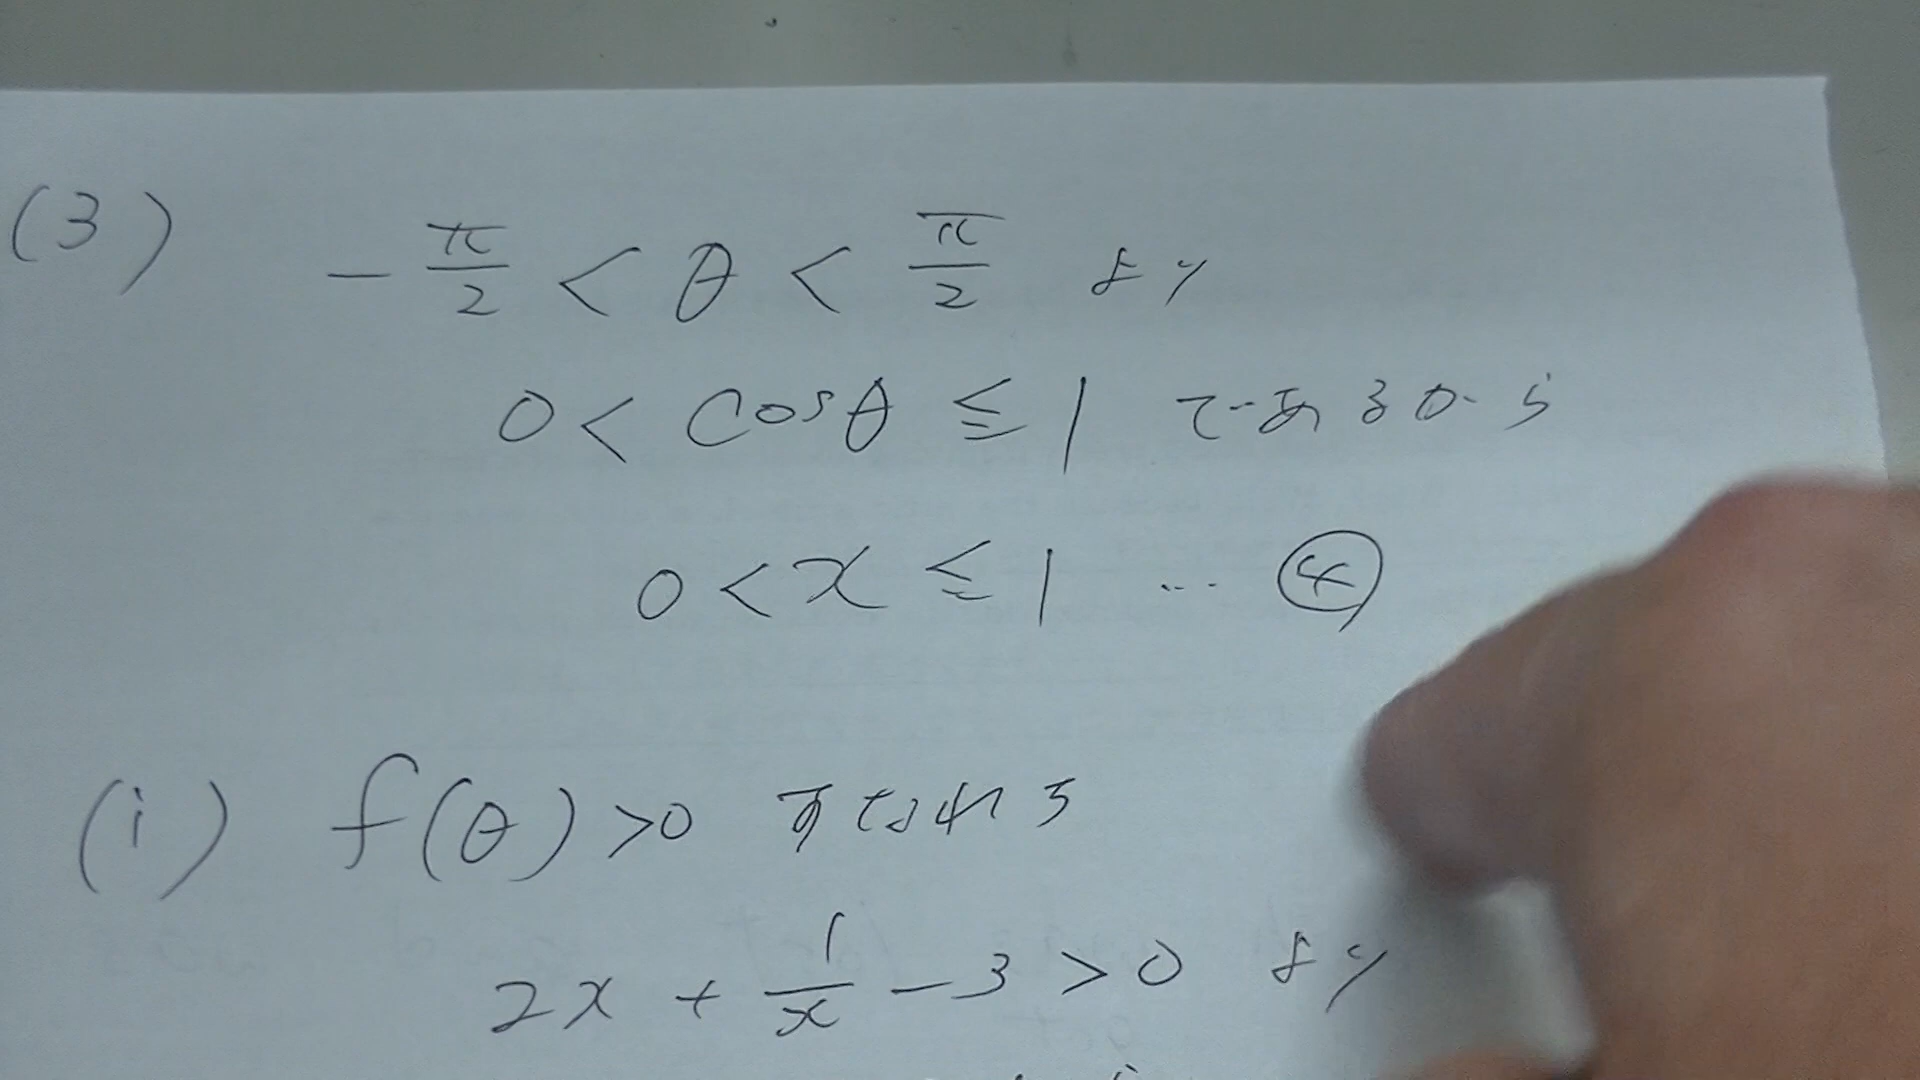 (3) -π/2 < θ < π/2 より
0 < cosθ ≦ 1 であるから
0 < x ≦ 1 … ④
(i) f(θ) > 0 すなわち
2x + 1/x - 3 > 0 より